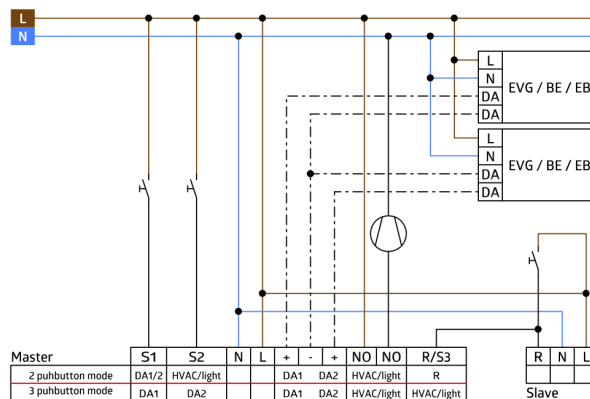 L
N
L
N
DA
DA
EVG / BE / EB
L
N
DA
DA
EVG / BE / EB
Master S1 S2 N L + - + NO NO R/S3 R N L
2 puhbutton mode DA1/2 HVAC/light DA1 DA2 HVAC/light R
3 puhbutton mode DA1 DA2 DA1 DA2 HVAC/light HVAC/light Slave